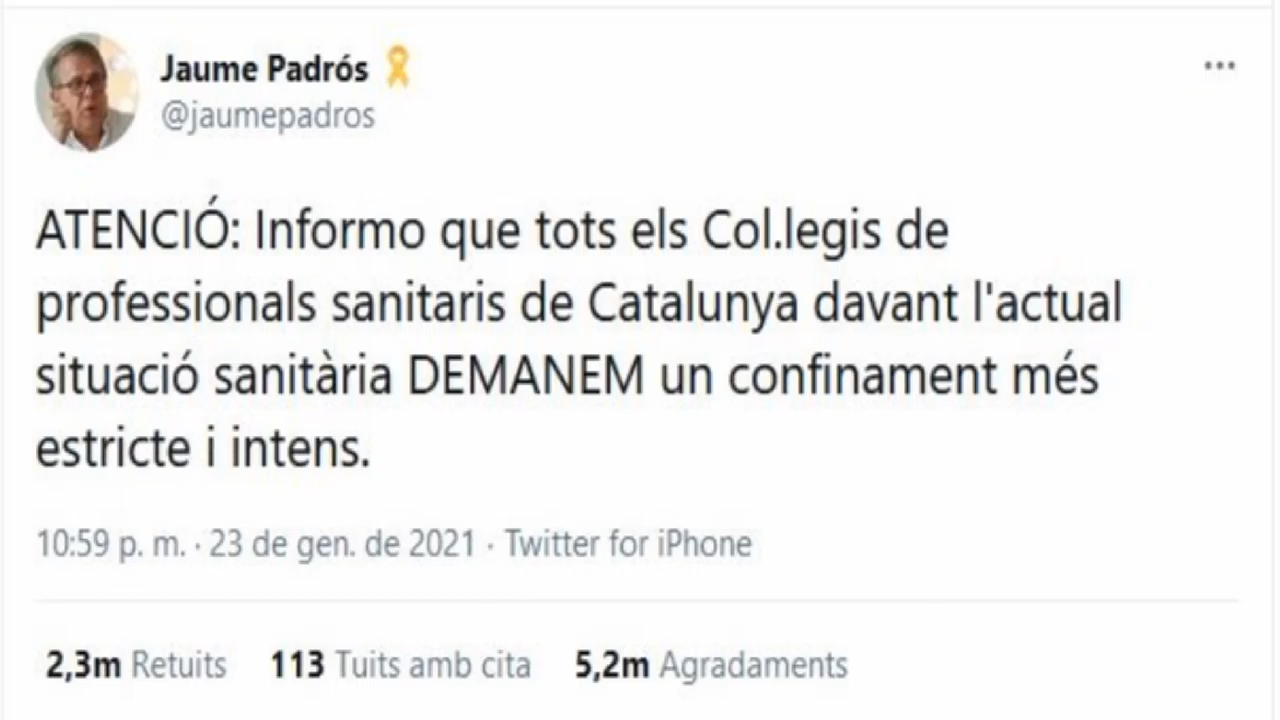 Jaume Padrós 🎗
@jaumepadros
ATENCIÓ: Informo que tots els Col.legis de
professionals sanitaris de Catalunya davant l'actual
situació sanitària DEMANEM un confinament més
estricte i intens.
10:59 p. m. · 23 de gen. de 2021 · Twitter for iPhone
2,3m Retuits 113 Tuits amb cita 5,2m Agradaments